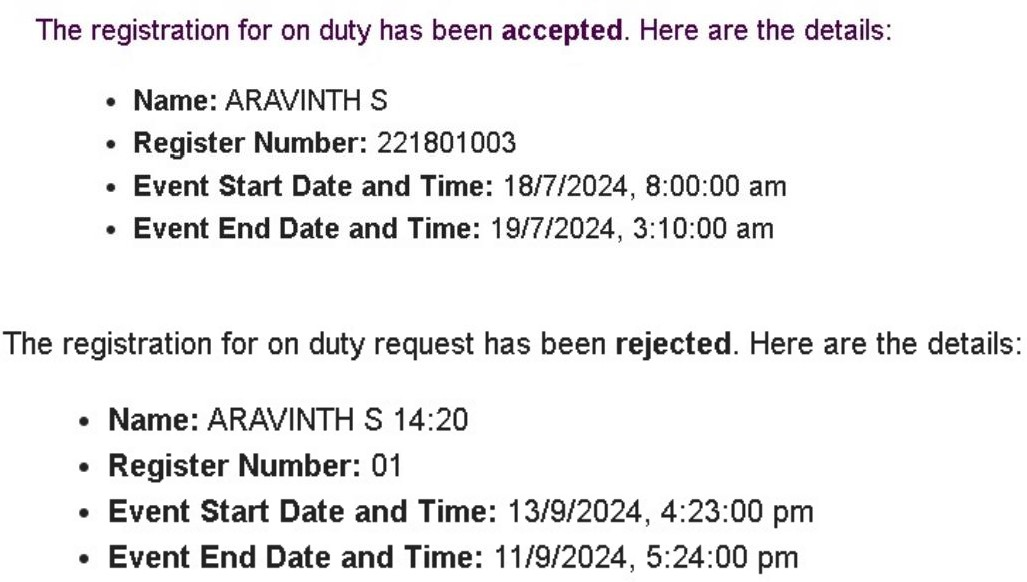 The registration for on duty has been accepted. Here are the details:
• Name: ARAVINTH S
• Register Number: 221801003
• Event Start Date and Time: 18/7/2024, 8:00:00 am
• Event End Date and Time: 19/7/2024, 3:10:00 am
The registration for on duty request has been rejected. Here are the details:
• Name: ARAVINTH S 14:20
• Register Number: 01
• Event Start Date and Time: 13/9/2024, 4:23:00 pm
• Event End Date and Time: 11/9/2024, 5:24:00 pm